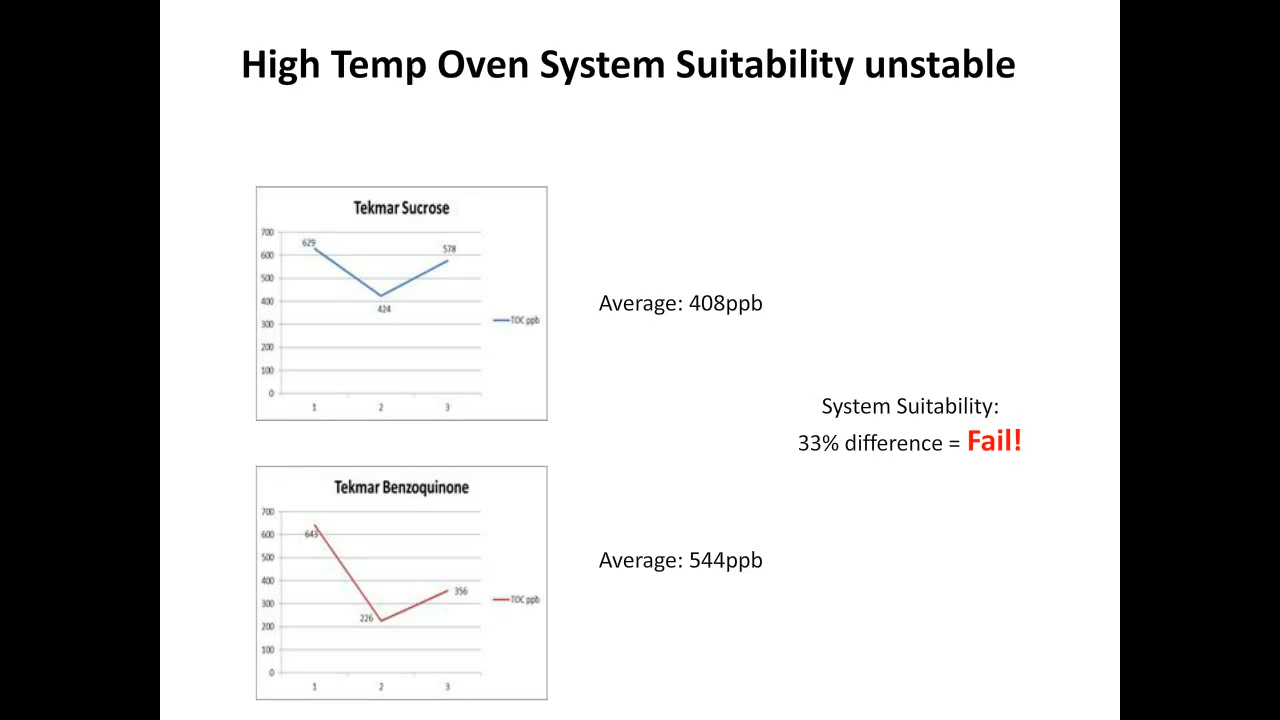 High Temp Oven System Suitability unstable
Tekmar Sucrose
700
600
500
400
300
200
100
0
629
424
578
1 2 3
TOC ppb
Average: 408ppb
System Suitability:
33% difference = Fail!
Tekmar Benzoquinone
700
600
500
400
300
200
100
0
643
226
356
1 2 3
TOC ppb
Average: 544ppb